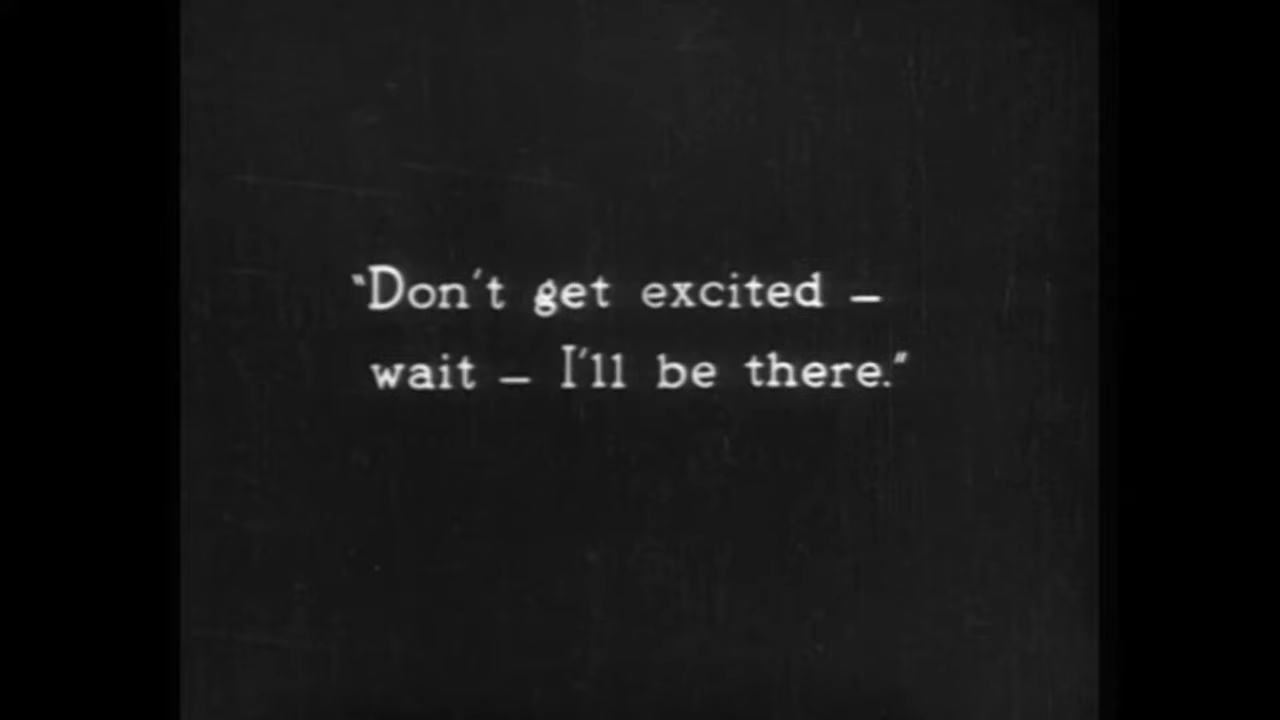 "Don't get excited –
wait – I'll be there."